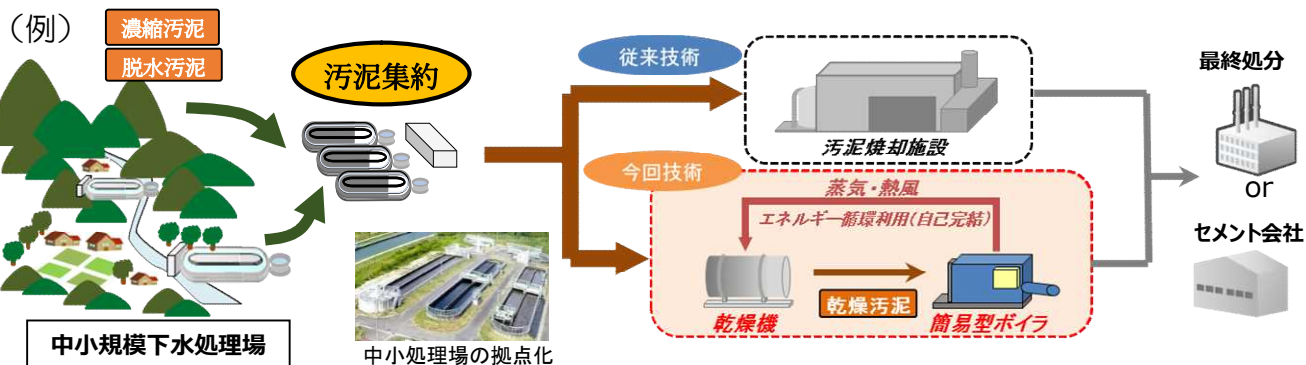 （例）
濃縮汚泥
脱水汚泥
汚泥集約
中小規模下水処理場
中小処理場の拠点化
従来技術
汚泥焼却施設
今回技術
蒸気・熱風
エネルギー循環利用(自己完結)
乾燥機
乾燥汚泥
簡易型ボイラ
最終処分
or
セメント会社